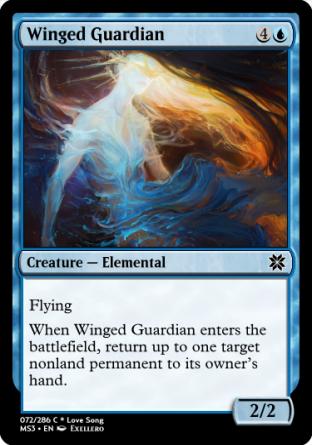 Winged Guardian 4
Creature — Elemental
Flying
When Winged Guardian enters the
battlefield, return up to one target
nonland permanent to its owner's
hand.
072/286 C * Love Song
MS3 • EN Exellero
2/2